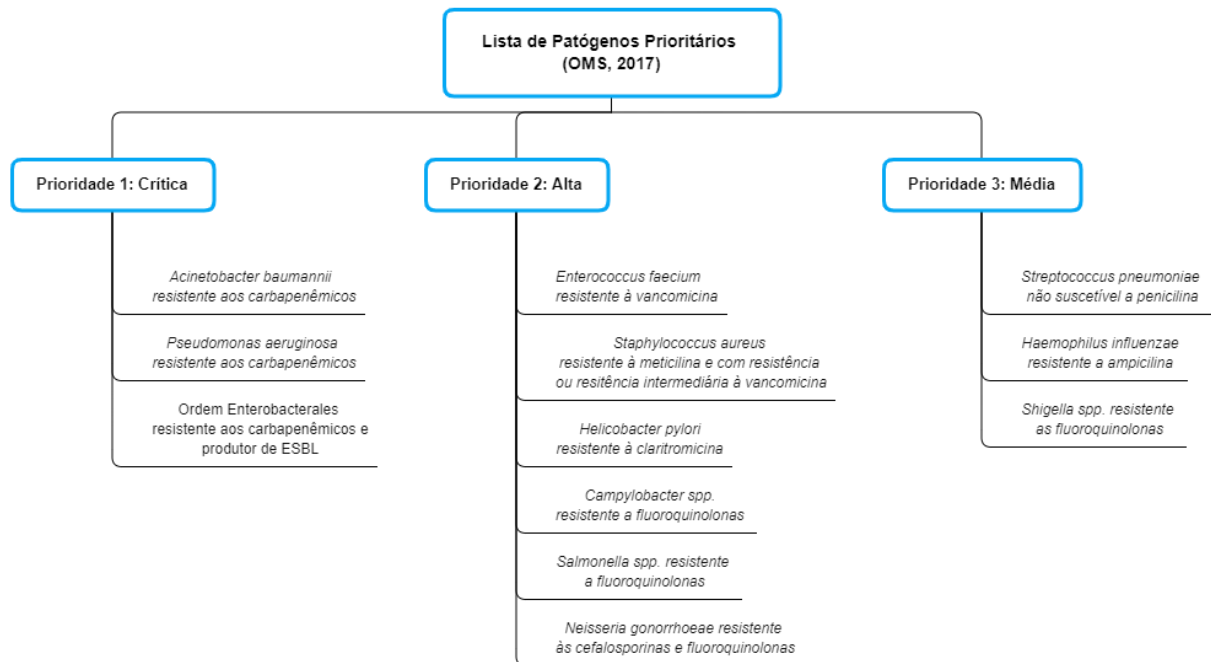 Lista de Patógenos Prioritários
(OMS, 2017)
Prioridade 1: Crítica
Acinetobacter baumannii
resistente aos carbapenêmicos
Pseudomonas aeruginosa
resistente aos carbapenêmicos
Ordem Enterobacterales
resistente aos carbapenêmicos e
produtor de ESBL
Prioridade 2: Alta
Enterococcus faecium
resistente à vancomicina
Staphylococcus aureus
resistente à meticilina e com resistência
ou resitência intermediária à vancomicina
Helicobacter pylori
resistente à claritromicina
Campylobacter spp.
resistente a fluoroquinolonas
Salmonella spp. resistente
a fluoroquinolonas
Neisseria gonorrhoeae resistente
às cefalosporinas e fluoroquinolonas
Prioridade 3: Média
Streptococcus pneumoniae
não suscetível a penicilina
Haemophilus influenzae
resistente a ampicilina
Shigella spp. resistente
as fluoroquinolonas